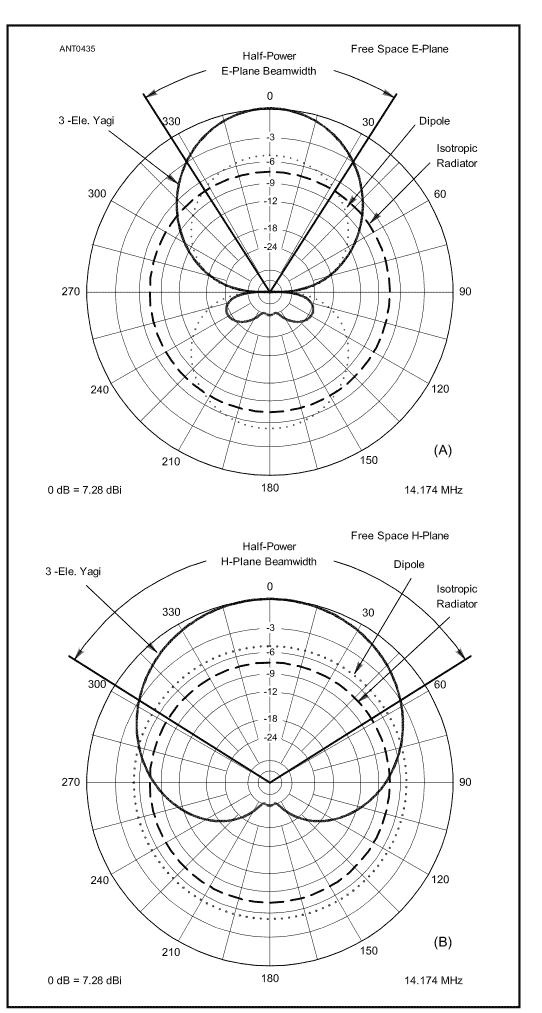 ANT0435
Half-Power
E-Plane Beamwidth
Free Space E-Plane
0
3 -Ele. Yagi
330
30
Dipole
Isotropic
Radiator
-3
-6
-9
-12
-18
-24
300
60
270
90
240
120
210
150
180
(A)
0 dB = 7.28 dBi
14.174 MHz
Free Space H-Plane
Half-Power
H-Plane Beamwidth
3 -Ele. Yagi
Dipole
0
Isotropic
Radiator
330
30
-3
-6
-9
-12
-18
-24
300
60
270
90
240
120
210
150
180
(B)
0 dB = 7.28 dBi
14.174 MHz